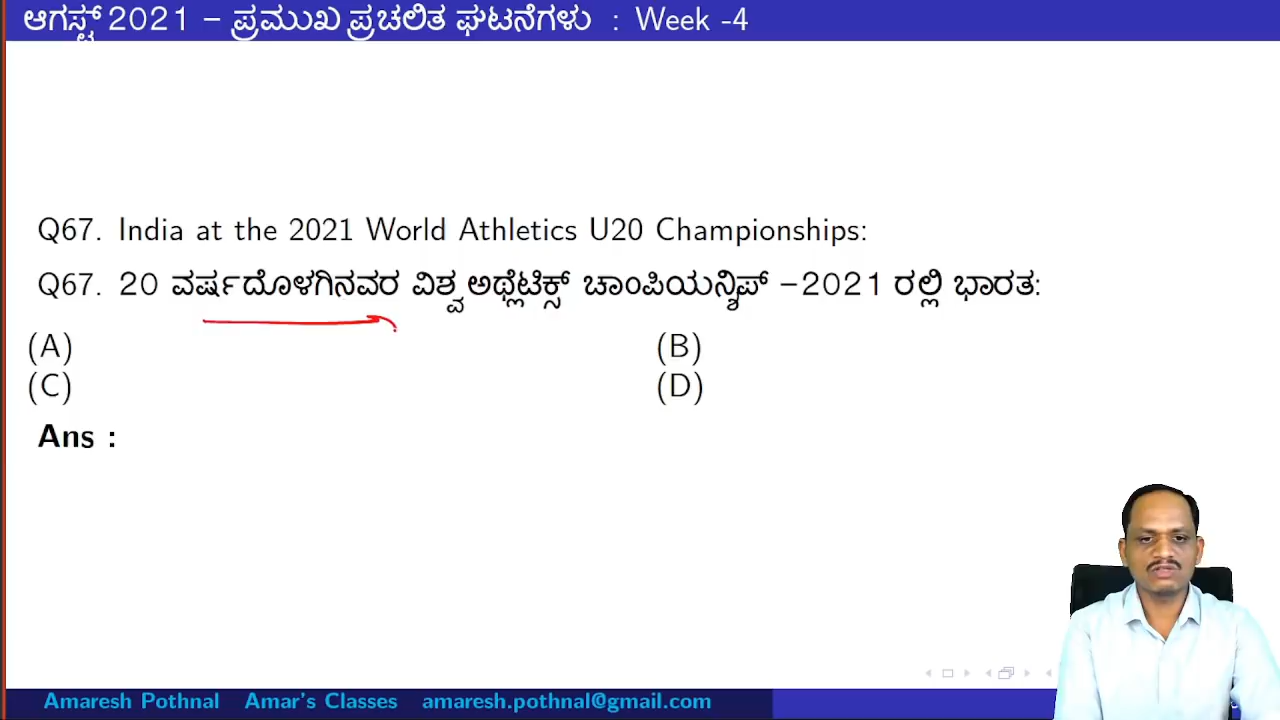 ಆಗಸ್ಟ್ 2021 – ಪ್ರಮುಖ ಪ್ರಚಲಿತ ಘಟನೆಗಳು : Week -4
Q67. India at the 2021 World Athletics U20 Championships:
Q67. 20 ವರ್ಷದೊಳಗಿನವರ ವಿಶ್ವ ಅಥ್ಲೆಟಿಕ್ಸ್ ಚಾಂಪಿಯನ್ಶಿಪ್ –2021 ರಲ್ಲಿ ಭಾರತ:
(A) (B)
(C) (D)
Ans :
Amaresh Pothnal Amar's Classes amaresh.pothnal@gmail.com